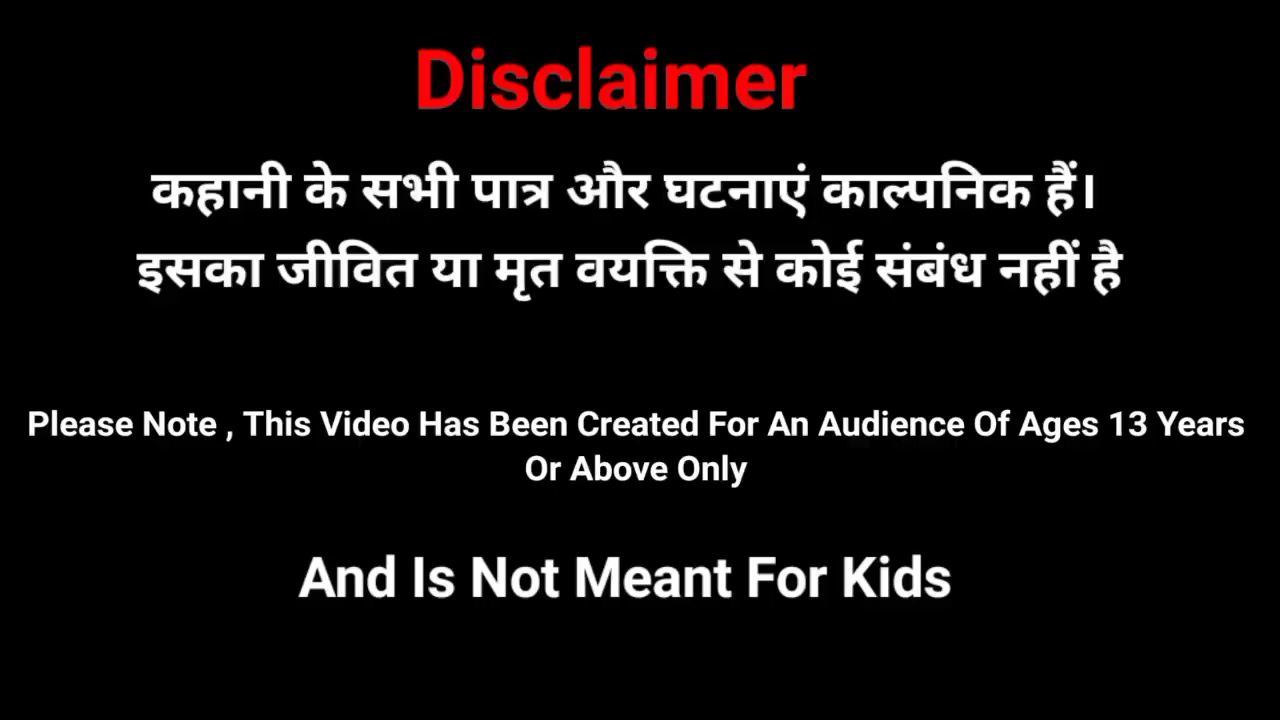 Disclaimer
कहानी के सभी पात्र और घटनाएं काल्पनिक हैं।
इसका जीवित या मृत वयक्ति से कोई संबंध नहीं है
Please Note , This Video Has Been Created For An Audience Of Ages 13 Years
Or Above Only
And Is Not Meant For Kids